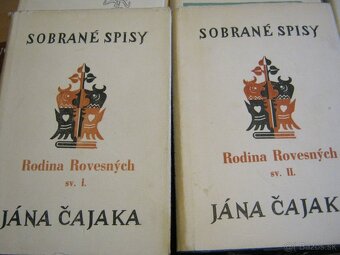 SOBRANÉ SPISY
Rodina Rovesných
sv. I.
JÁNA ČAJAKA
SOBRANÉ SPISY
Rodina Rovesných
sv. II.
JÁNA ČAJAK